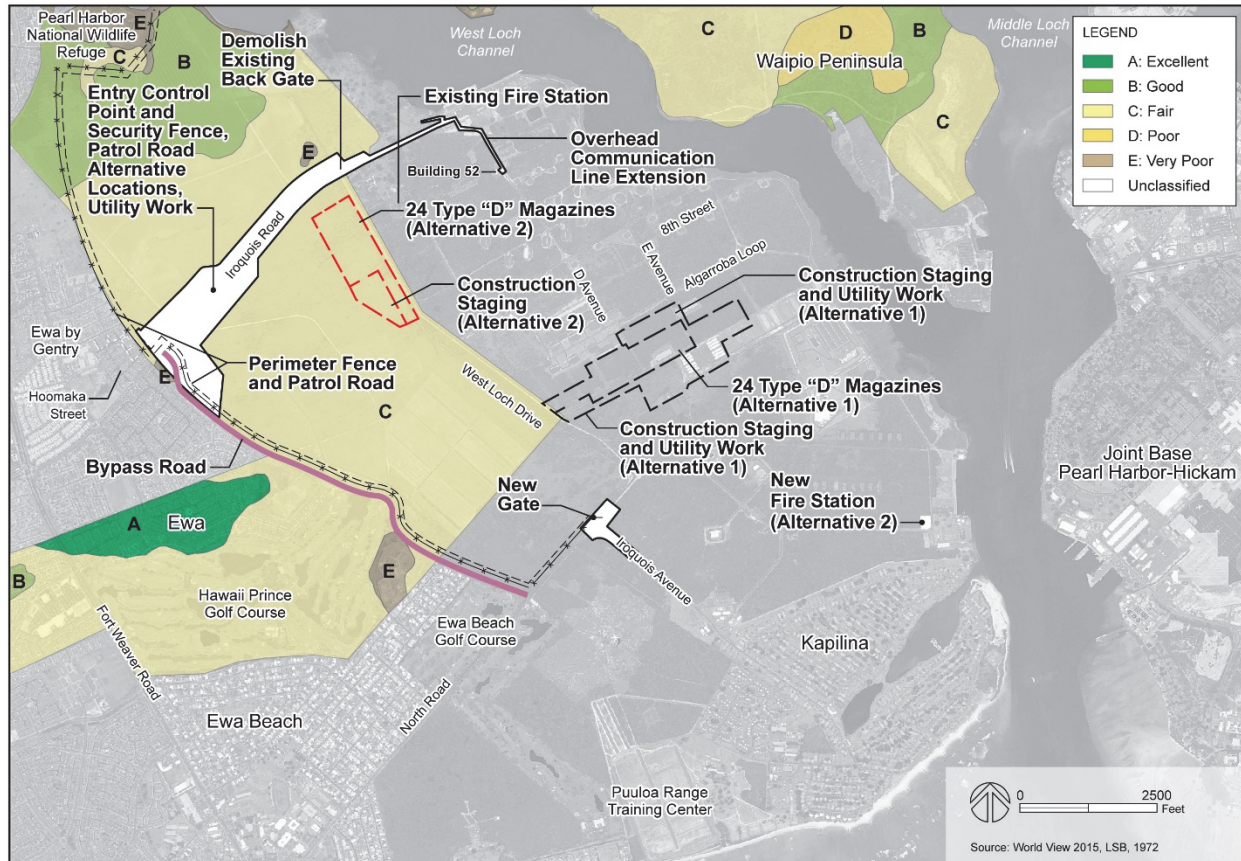 Pearl Harbor
National Wildlife
Refuge
E
C
B
Demolish
Existing
Back Gate
West Loch
Channel
C
D
B
Waipio Peninsula
C
Middle Loch
Channel
LEGEND
A: Excellent
B: Good
C: Fair
D: Poor
E: Very Poor
Unclassified
Entry Control
Point and
Security Fence,
Patrol Road
Alternative
Locations,
Utility Work
Existing Fire Station
E
Overhead
Communication
Line Extension
Building 52
Iroquois Road
24 Type “D” Magazines
(Alternative 2)
Construction
Staging
(Alternative 2)
8th Street
E Avenue
Algarroba Loop
D Avenue
Construction Staging
and Utility Work
(Alternative 1)
Ewa by
Gentry
Hoomaka
Street
E
Perimeter Fence
and Patrol Road
C
West Loch Drive
24 Type “D” Magazines
(Alternative 1)
Construction Staging
and Utility Work
(Alternative 1)
Bypass Road
Joint Base
Pearl Harbor-Hickam
New
Gate
New
Fire Station
(Alternative 2)
A
Ewa
Iroquois Avenue
B
E
Hawaii Prince
Golf Course
Fort Weaver Road
Ewa Beach
Golf Course
Kapilina
North Road
Ewa Beach
Puuloa Range
Training Center
0
2500
Feet
Source: World View 2015, LSB, 1972